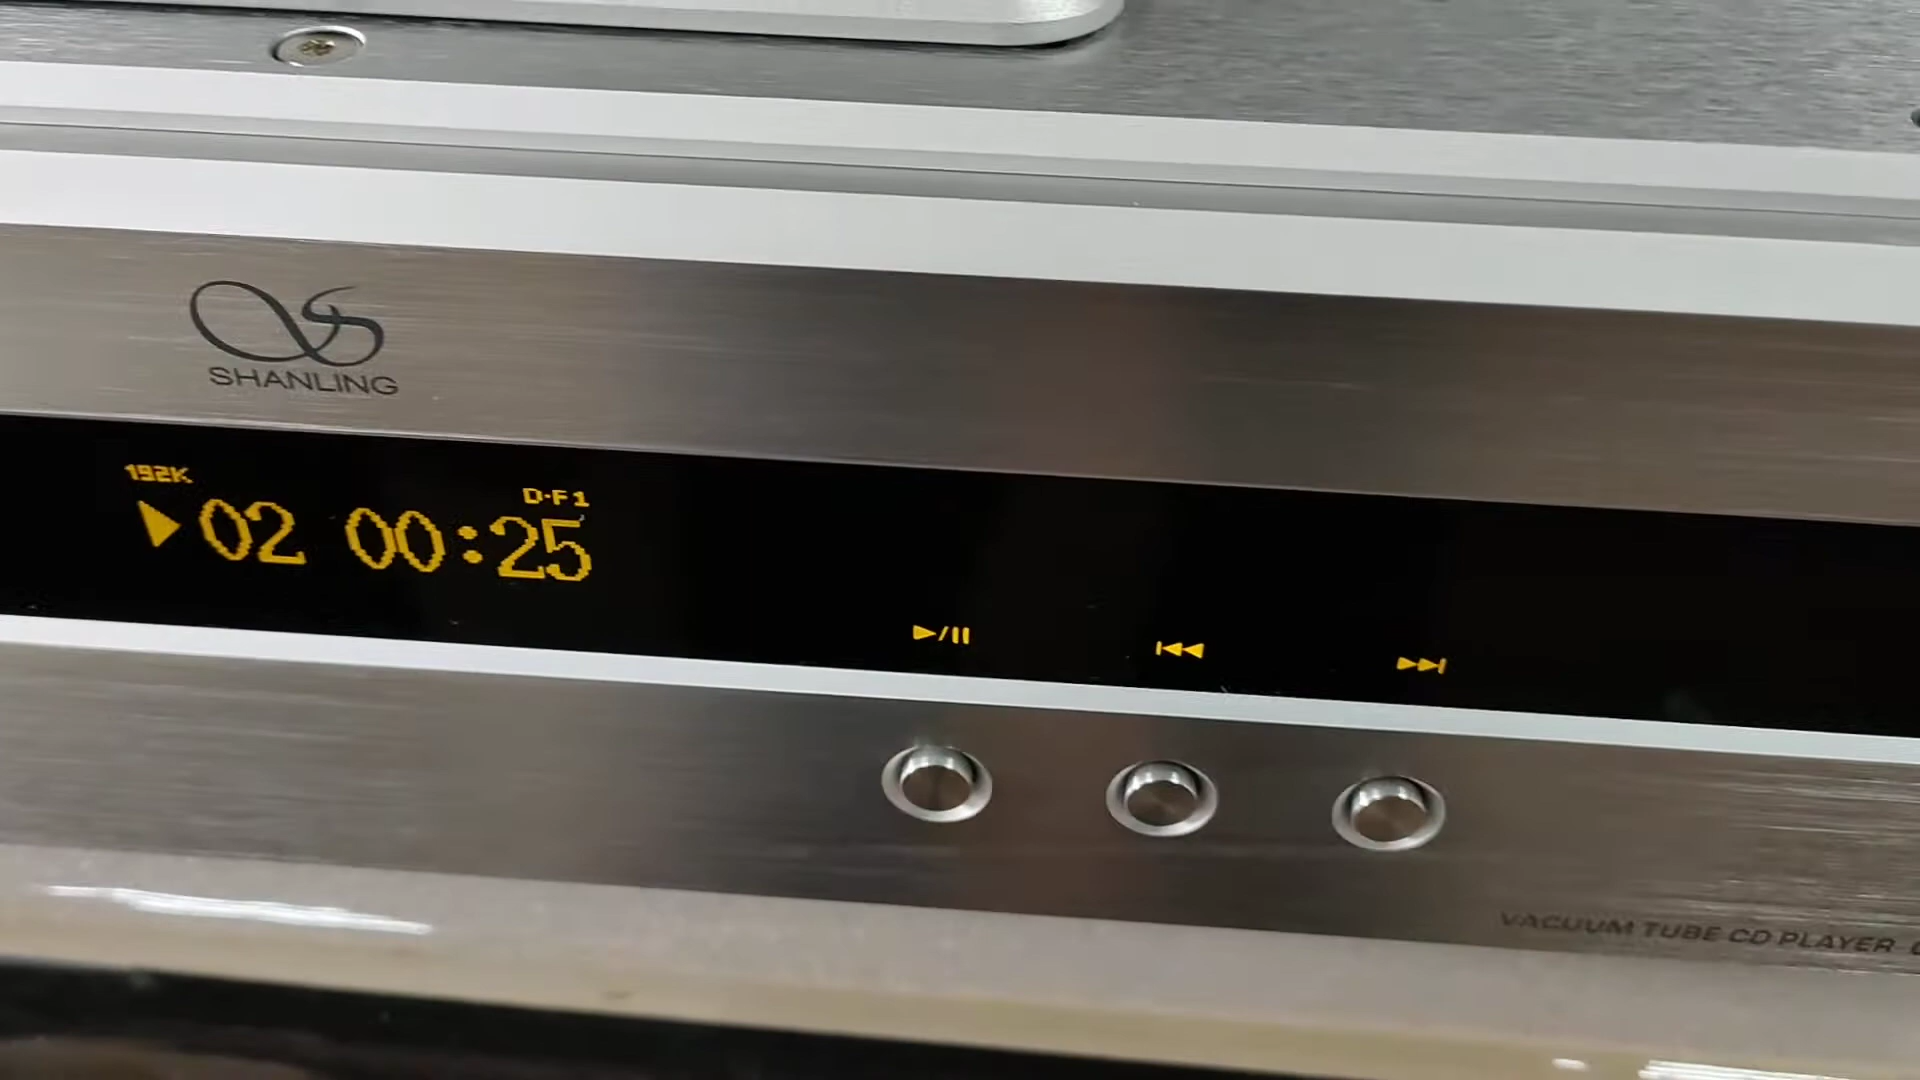 SHANLING
192K
D·F1
▶02 00:25
▶/II
I◀◀
▶▶I
VACUUM TUBE CD PLAYER